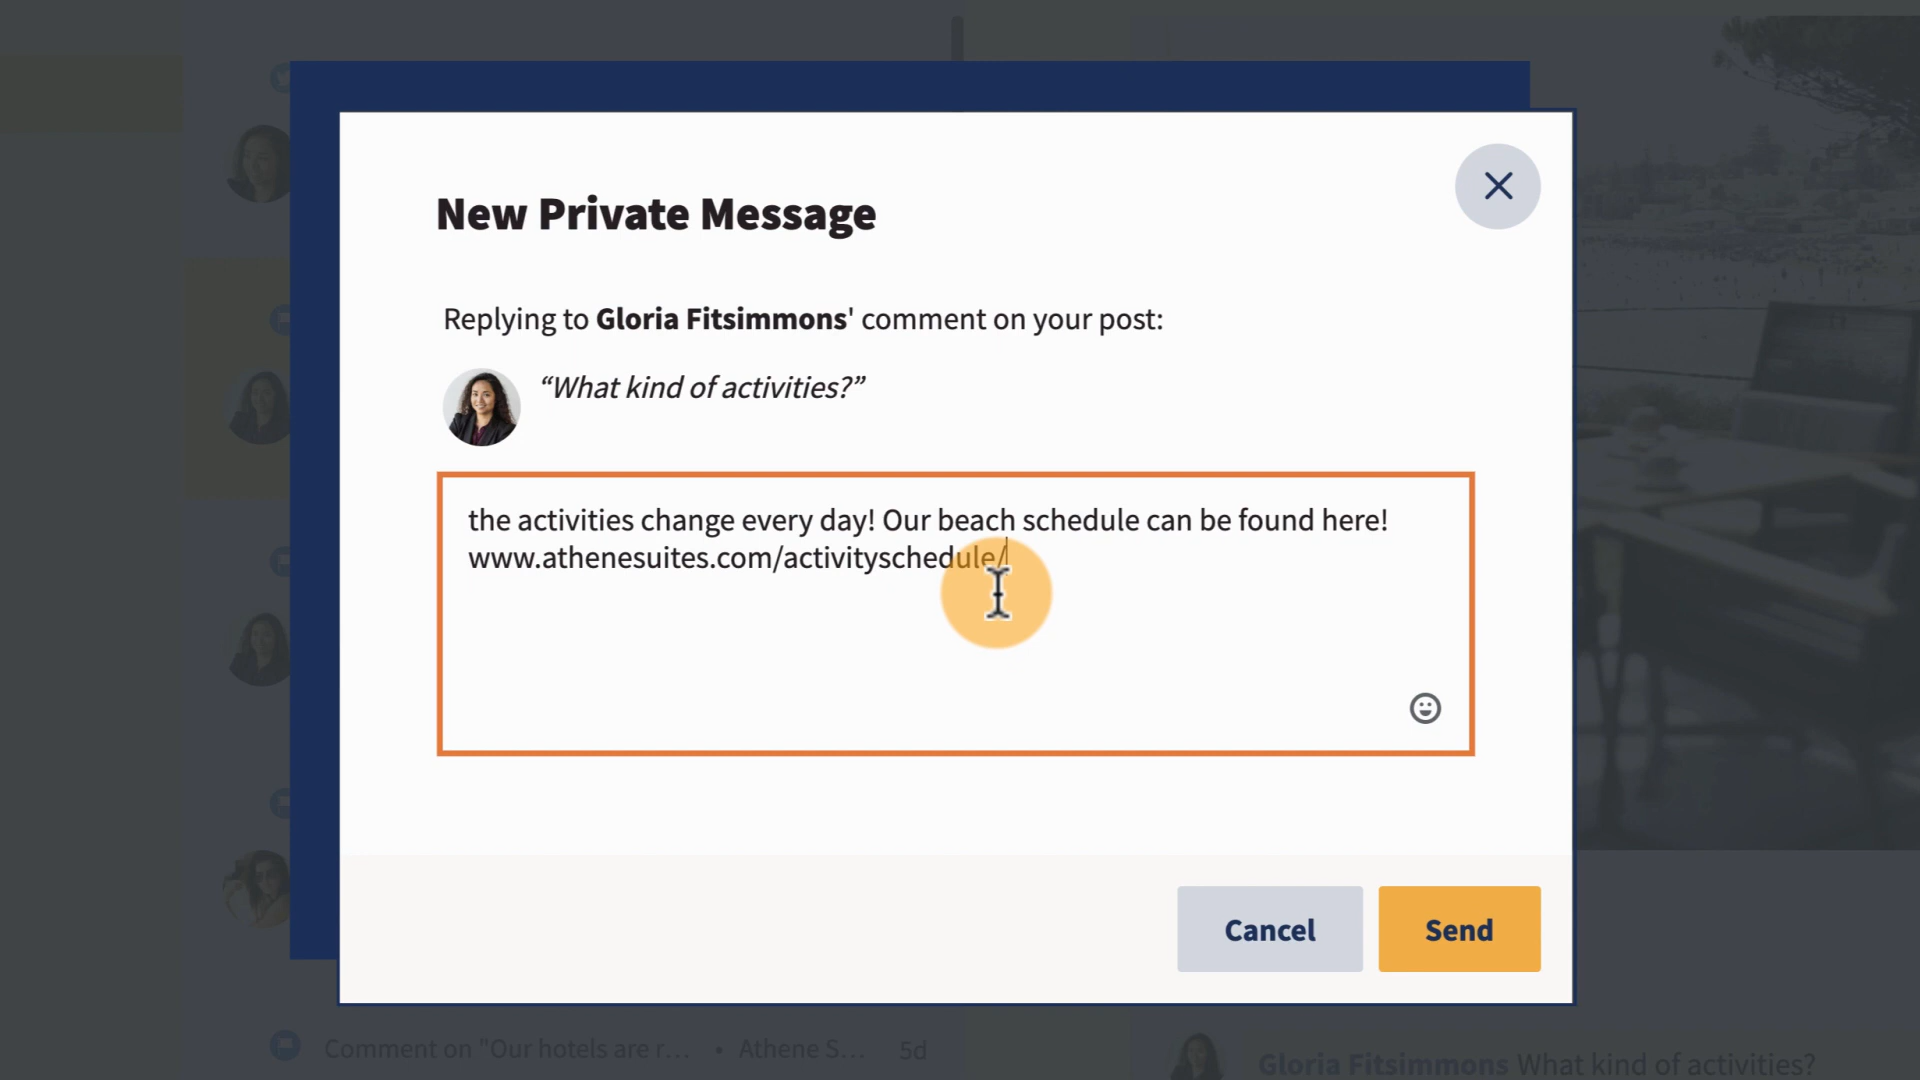 New Private Message
Replying to Gloria Fitsimmons' comment on your post:
“What kind of activities?”
the activities change every day! Our beach schedule can be found here!
www.athenesuites.com/activityschedule/
Cancel
Send
Comment on "Our hotels are r... • Athene S... 5d
Gloria Fitsimmons What kind of activities?